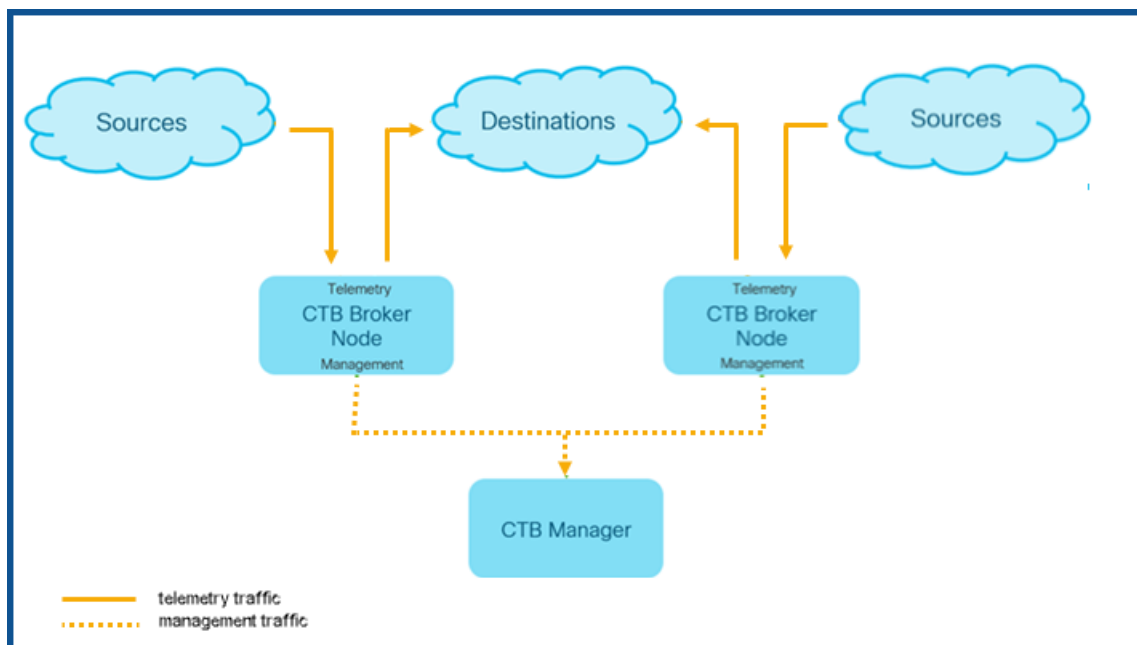 Sources
Destinations
Sources
Telemetry
CTB Broker
Node
Management
Telemetry
CTB Broker
Node
Management
CTB Manager
telemetry traffic
management traffic